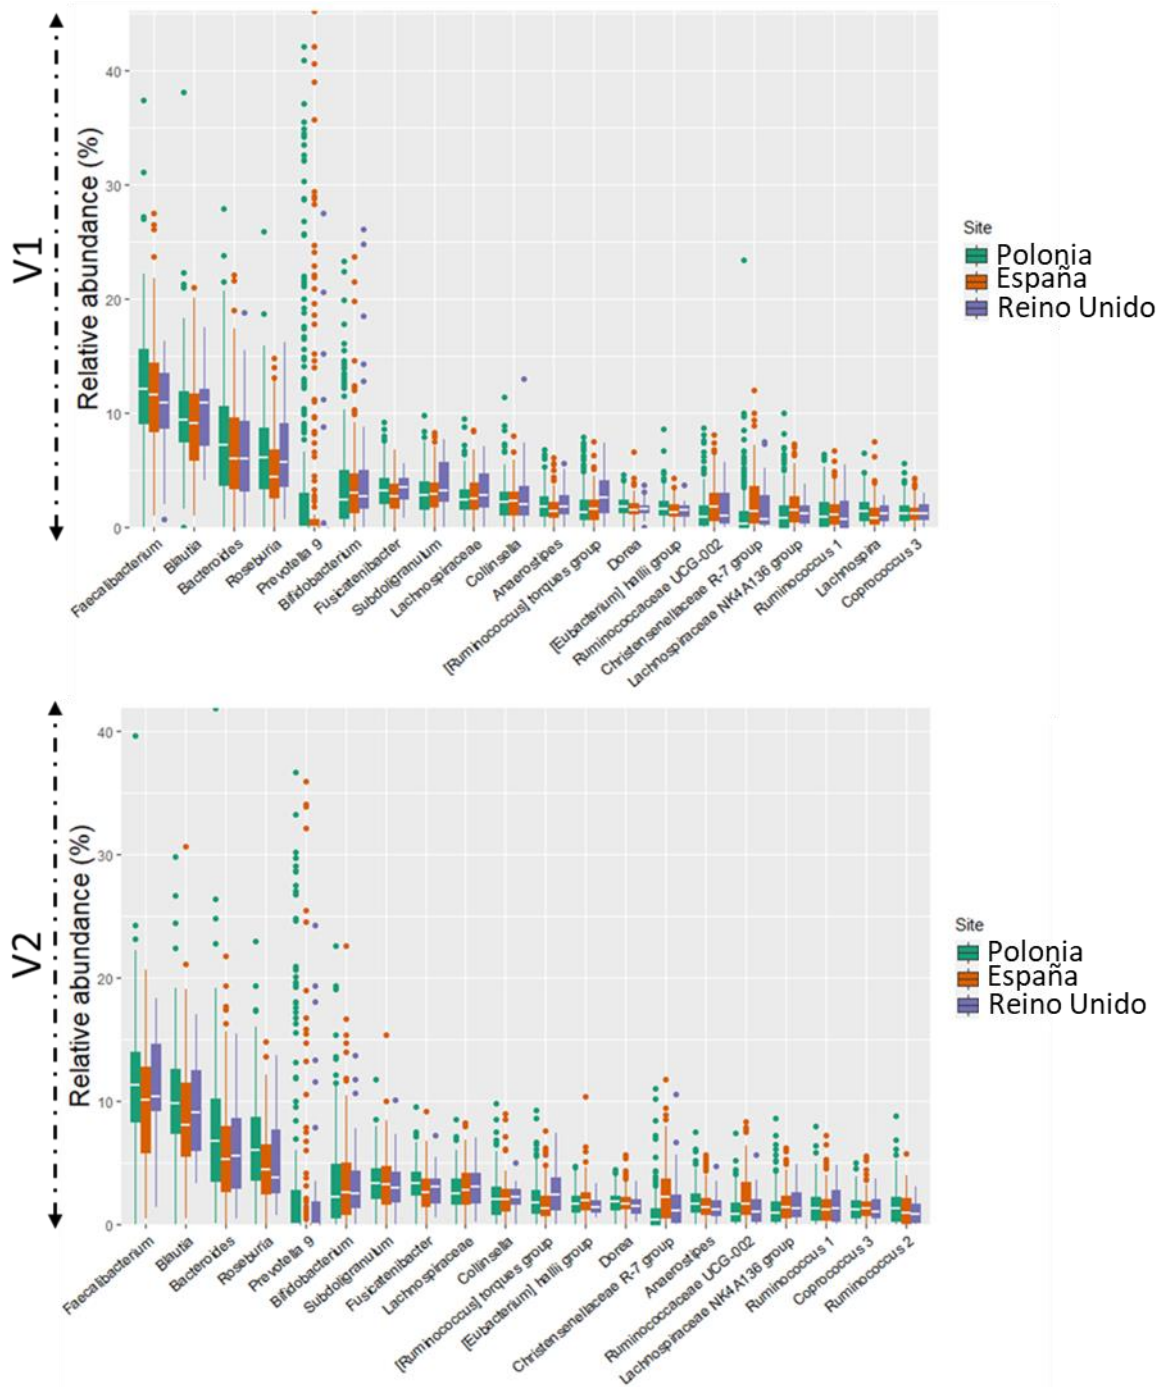 V1
Relative abundance (%)
40
30
20
10
0
Faecalibacterium
Blautia
Bacteroides
Roseburia
Prevotella 9
Bifidobacterium
Fusicatenibacter
Subdoligranulum
Lachnospiraceae
Collinsella
Anaerostipes
[Ruminococcus] torques group
Dorea
[Eubacterium] hallii group
Ruminococcaceae UCG-002
Christensenellaceae R-7 group
Lachnospiraceae NK4A136 group
Ruminococcus 1
Lachnospira
Coprococcus 3
Site
Polonia
España
Reino Unido
V2
Relative abundance (%)
40
30
20
10
0
Faecalibacterium
Blautia
Bacteroides
Roseburia
Prevotella 9
Bifidobacterium
Subdoligranulum
Fusicatenibacter
Lachnospiraceae
Collinsella
[Ruminococcus] torques group
[Eubacterium] hallii group
Dorea
Christensenellaceae R-7 group
Anaerostipes
Ruminococcaceae UCG-002
Lachnospiraceae NK4A136 group
Ruminococcus 1
Coprococcus 3
Ruminococcus 2
Site
Polonia
España
Reino Unido